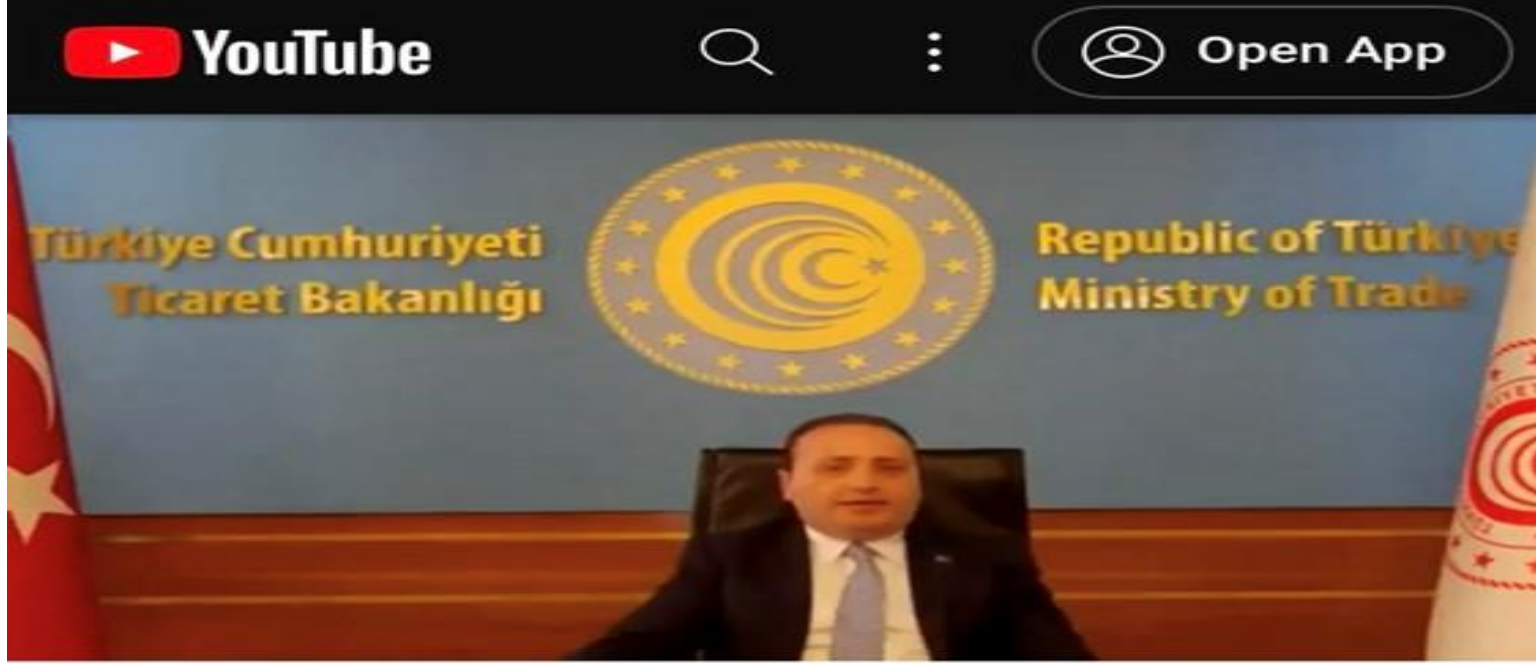 YouTube
Open App
Türkiye Cumhuriyeti
Ticaret Bakanlığı
Republic of Türkiye
Ministry of Trade